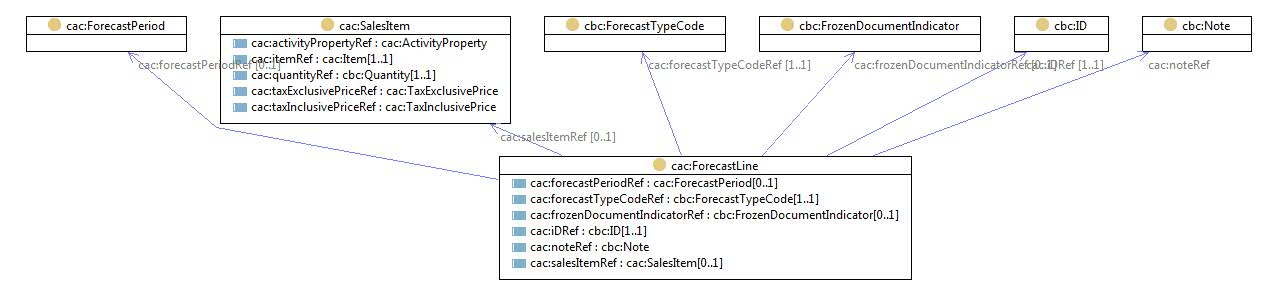 cac:ForecastPeriod
cac:SalesItem
cac:activityPropertyRef : cac:ActivityProperty
cac:itemRef : cac:Item[1..1]
cac:quantityRef : cbc:Quantity[1..1]
cac:taxExclusivePriceRef : cac:TaxExclusivePrice
cac:taxInclusivePriceRef : cac:TaxInclusivePrice
cbc:ForecastTypeCode
cbc:FrozenDocumentIndicator
cbc:ID
cbc:Note
cac:forecastPeriodRef [0..1]
cac:forecastTypeCodeRef [1..1]
cac:frozenDocumentIndicatorRef [0..1]
cac:iDRef [1..1]
cac:noteRef
cac:salesItemRef [0..1]
cac:ForecastLine
cac:forecastPeriodRef : cac:ForecastPeriod[0..1]
cac:forecastTypeCodeRef : cbc:ForecastTypeCode[1..1]
cac:frozenDocumentIndicatorRef : cbc:FrozenDocumentIndicator[0..1]
cac:iDRef : cbc:ID[1..1]
cac:noteRef : cbc:Note
cac:salesItemRef : cac:SalesItem[0..1]